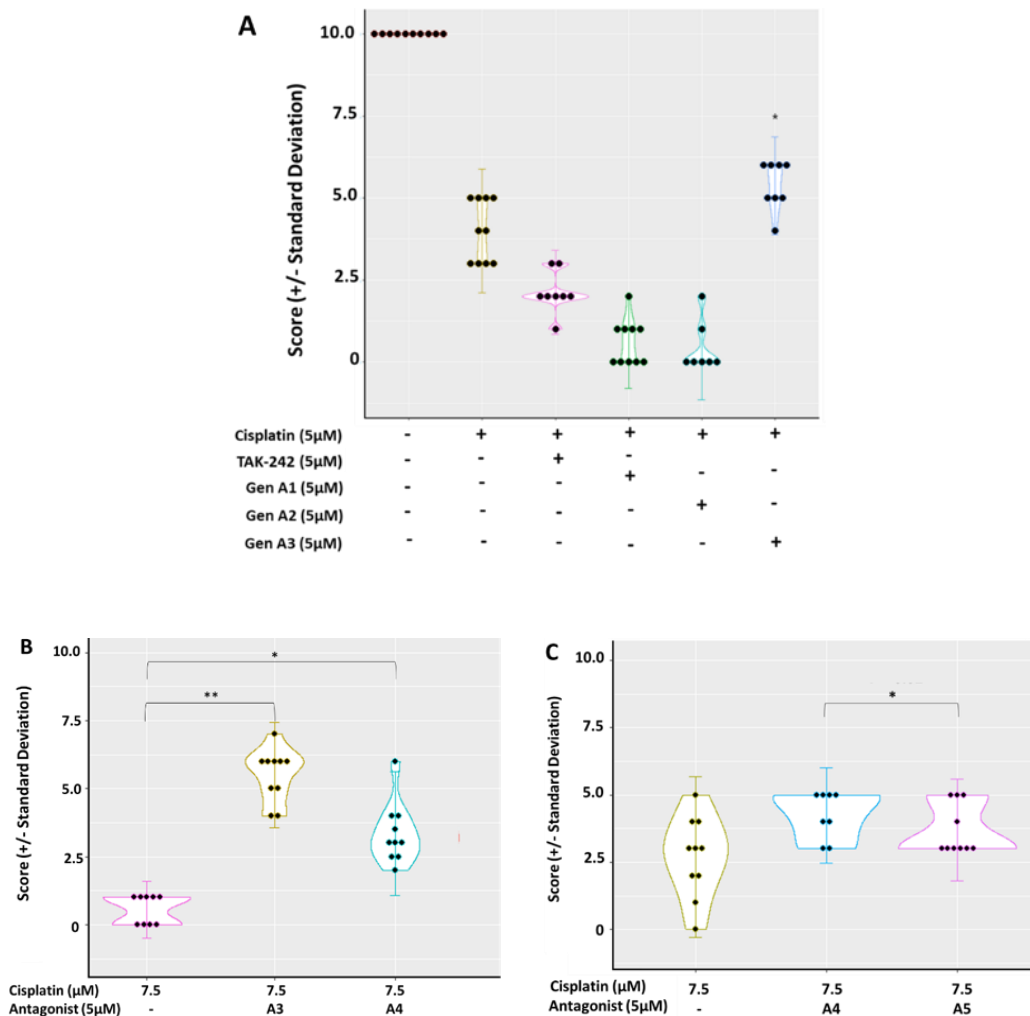 A
Score (+/- Standard Deviation)
10.0
7.5
5.0
2.5
0
*
Cisplatin (5μM) - + + + + +
TAK-242 (5μM) - - + - - -
Gen A1 (5μM) - - - + - -
Gen A2 (5μM) - - - - + -
Gen A3 (5μM) - - - - - +
B
Score (+/- Standard Deviation)
10.0
7.5
5.0
2.5
0
*
**
Cisplatin (μM) 7.5 7.5 7.5
Antagonist (5μM) - A3 A4
C
Score (+/- Standard Deviation)
10.0
7.5
5.0
2.5
0
*
Cisplatin (μM) 7.5 7.5 7.5
Antagonist (5μM) - A4 A5